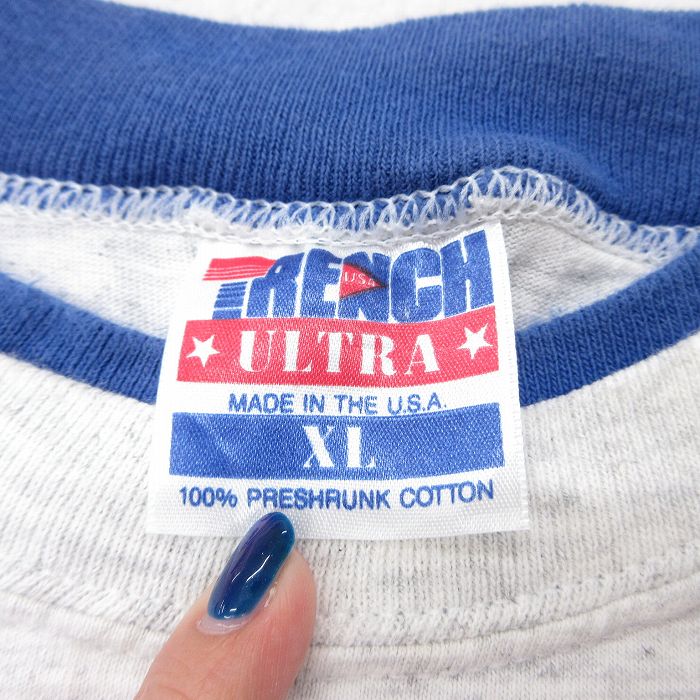 TRENCH
USA
ULTRA
MADE IN THE U.S.A.
XL
100% PRESHRUNK COTTON